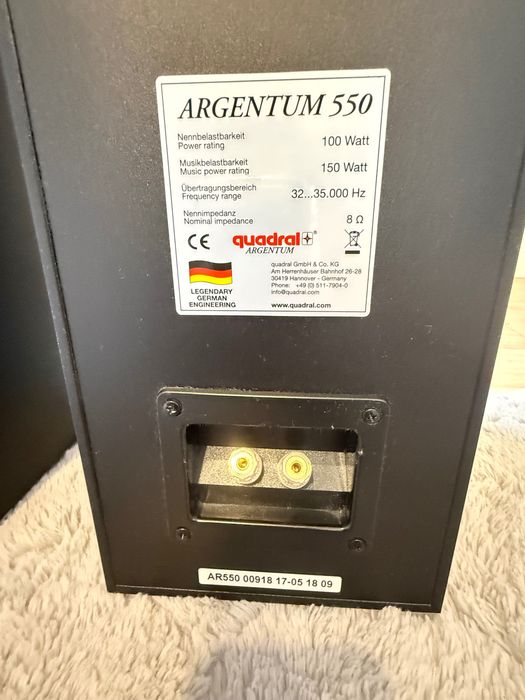 ARGENTUM 550
Nennbelastbarkeit
Power rating
100 Watt
Musikbelastbarkeit
Music power rating
150 Watt
Übertragungsbereich
Frequency range
32...35.000 Hz
Nennimpedanz
Nominal impedance
8 Ω
CE
quadral
ARGENTUM
LEGENDARY
GERMAN
ENGINEERING
quadral GmbH & Co. KG
Am Herrenhäuser Bahnhof 26-28
30419 Hannover - Germany
Phone: +49 (0) 511-7904-0
info@quadral.com
www.quadral.com
AR550 00918 17-05 18 09